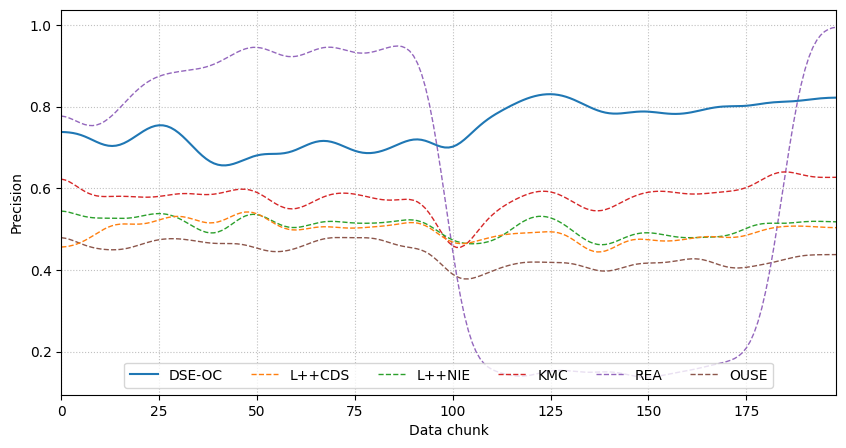 Precision
1.0
0.8
0.6
0.4
0.2
DSE-OC L++CDS L++NIE KMC REA OUSE
0 25 50 75 100 125 150 175
Data chunk